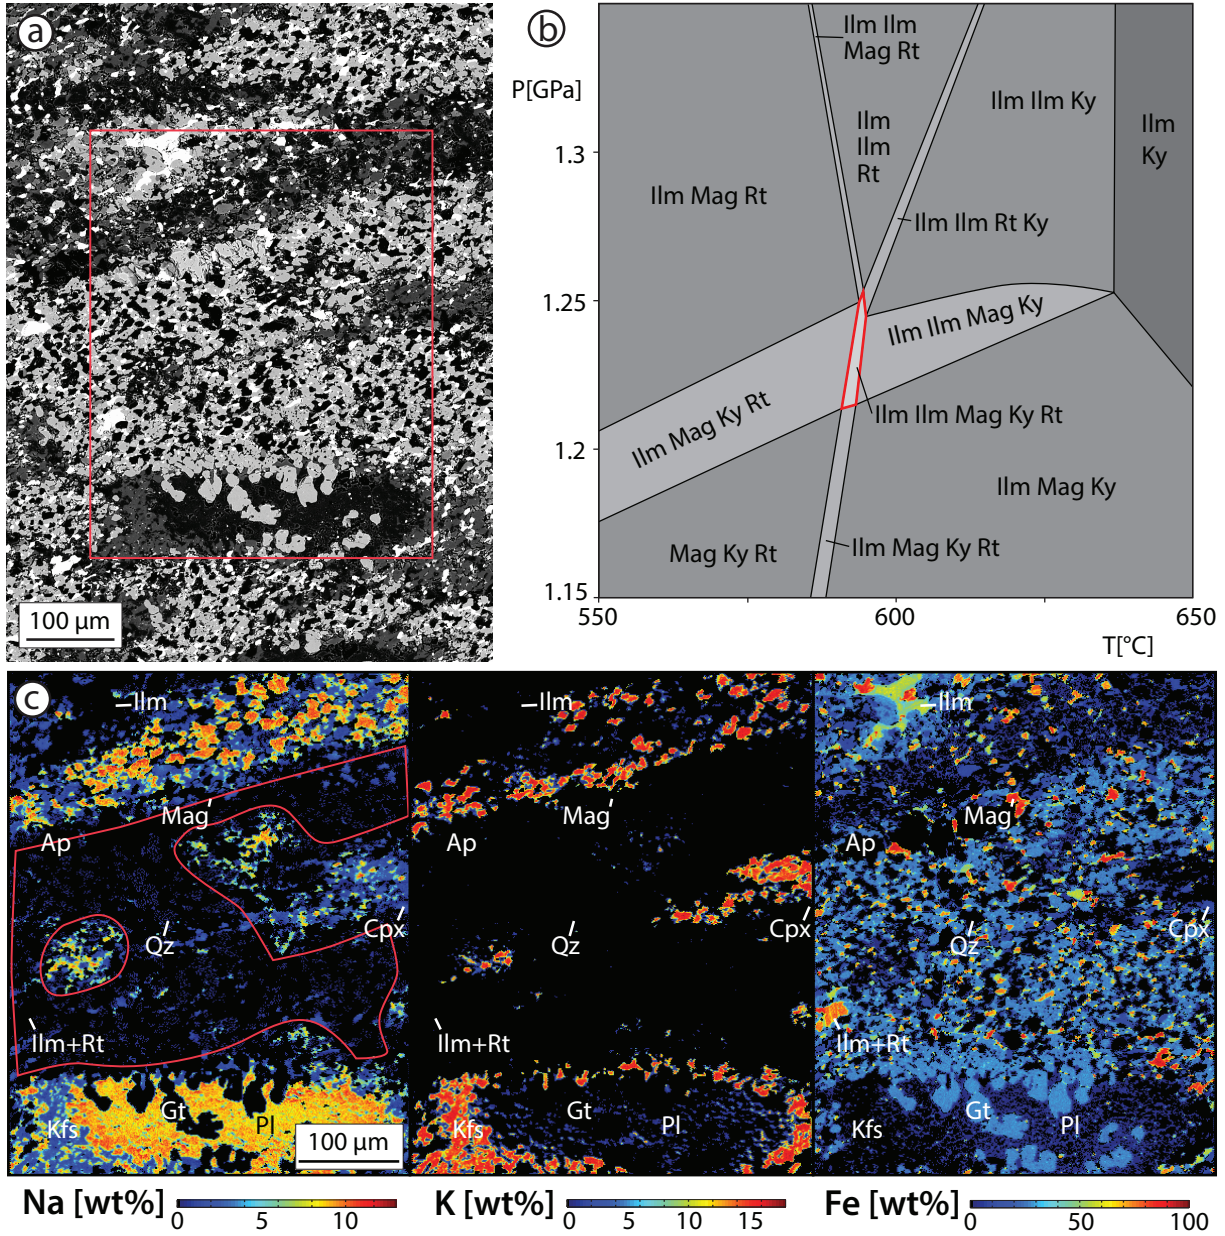 a
100 µm
b
P[GPa]
1.3
1.25
1.2
1.15
550
600
650
T[°C]
Ilm Ilm
Mag Rt
Ilm
Ilm
Rt
Ilm Ilm Ky
Ilm
Ky
Ilm Mag Rt
Ilm Ilm Rt Ky
Ilm Ilm Mag Ky
Ilm Mag Ky Rt
Ilm Ilm Mag Ky Rt
Ilm Mag Ky
Mag Ky Rt
Ilm Mag Ky Rt
c
Ilm
Mag
Ap
Qz
Cpx
Ilm+Rt
Gt
Kfs
Pl
100 µm
Ilm
Mag
Ap
Qz
Cpx
Ilm+Rt
Gt
Kfs
Pl
Ilm
Mag
Ap
Qz
Cpx
Ilm+Rt
Gt
Kfs
Pl
Na [wt%]
0 5 10
K [wt%]
0 5 10 15
Fe [wt%]
0 50 100